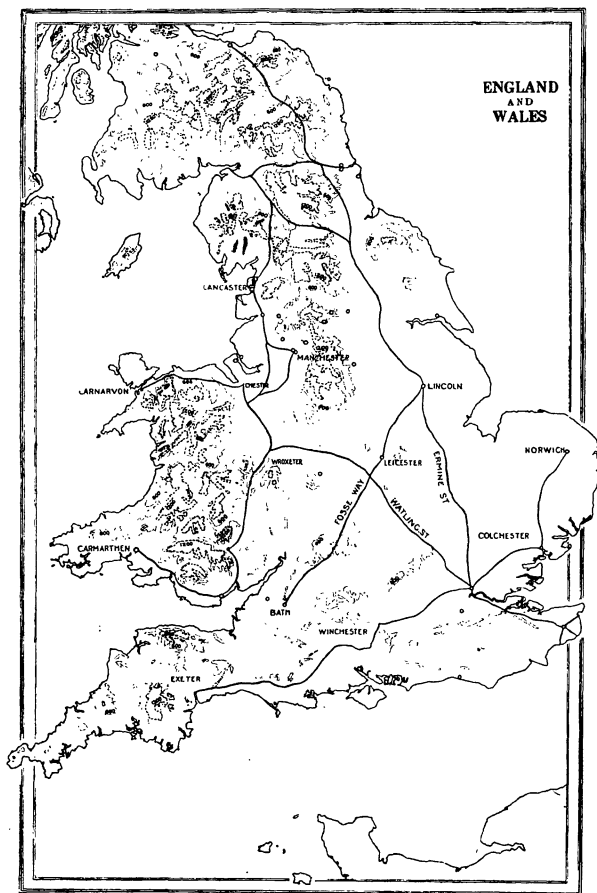 ENGLAND
AND
WALES
LANCASTER
MANCHESTER
CARNARVON
CHESTER
LINCOLN
NORWICH
WROXETER
LEICESTER
ERMINE ST
FOSSE WAY
WATLING ST
COLCHESTER
CARMARTHEN
BATH
WINCHESTER
EXETER